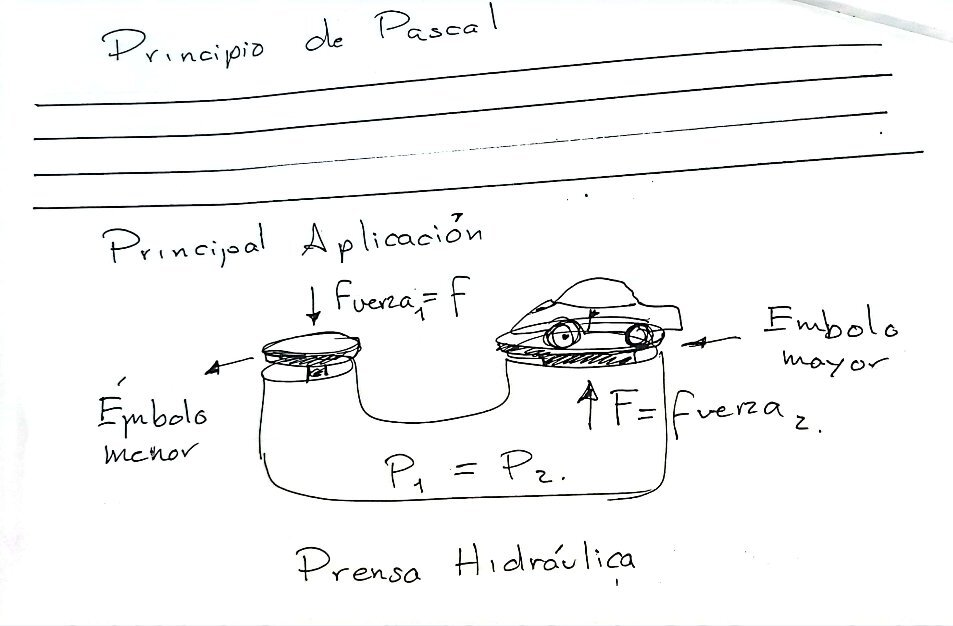 Principio de Pascal
Principal Aplicación
↓ Fuerza₁ = f
Émbolo
menor
Embolo
mayor
↑ F = fuerza₂.
P₁ = P₂.
Prensa Hidráulica